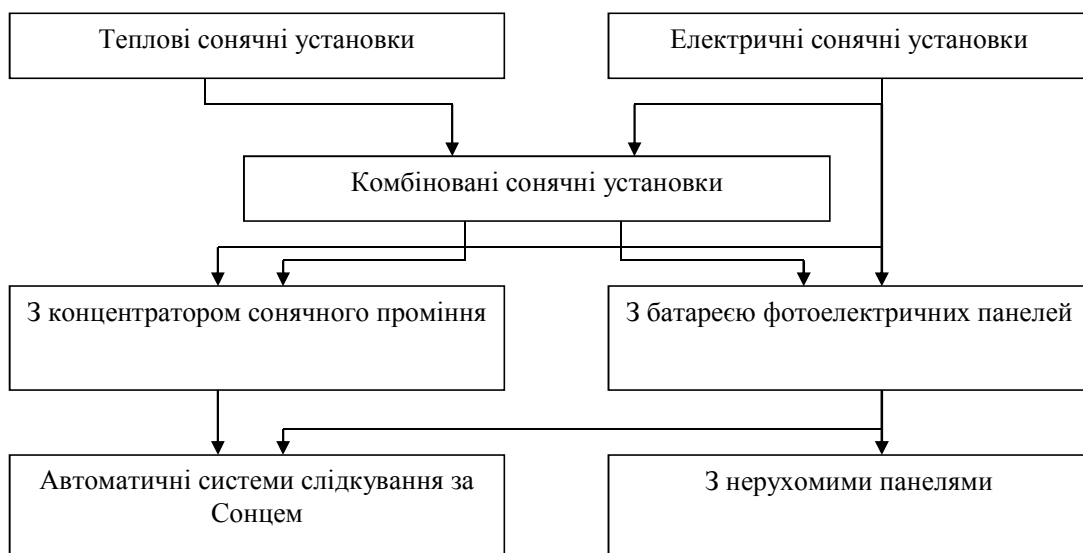 Теплові сонячні установки
Електричні сонячні установки
Комбіновані сонячні установки
З концентратором сонячного проміння
З батареєю фотоелектричних панелей
Автоматичні системи слідкування за
Сонцем
З нерухомими панелями